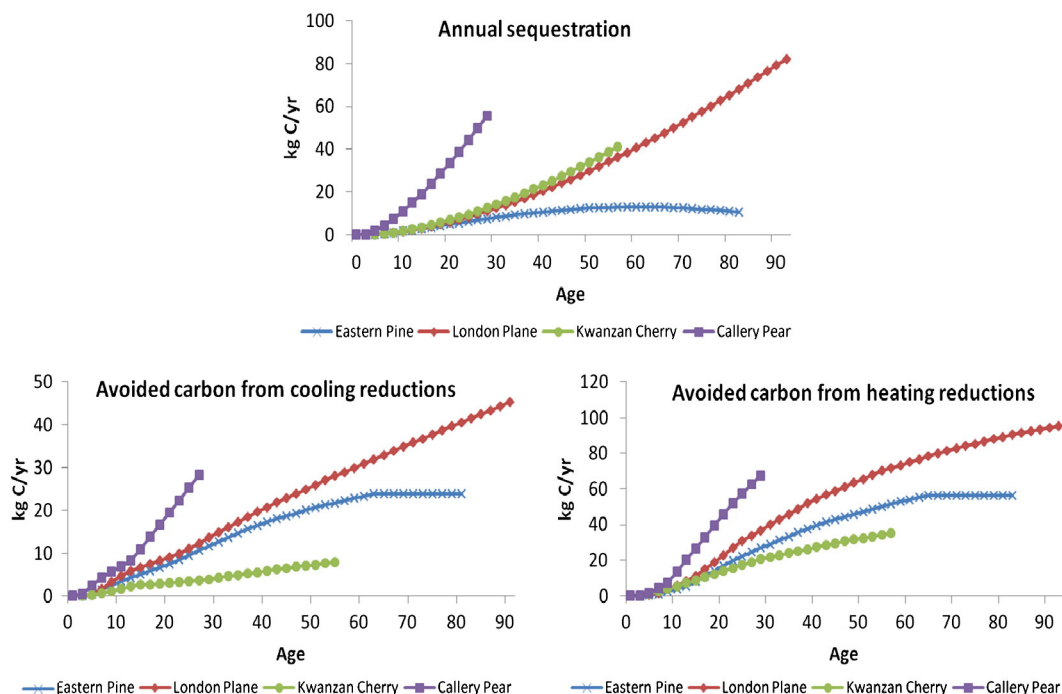 Annual sequestration
100
80
60
40
20
0
kg C/yr
0 10 20 30 40 50 60 70 80 90
Age
Eastern Pine London Plane Kwanzan Cherry Callery Pear
Avoided carbon from cooling reductions
50
40
30
20
10
0
kg C/yr
0 10 20 30 40 50 60 70 80 90
Age
Eastern Pine London Plane Kwanzan Cherry Callery Pear
Avoided carbon from heating reductions
120
100
80
60
40
20
0
kg C/yr
0 10 20 30 40 50 60 70 80 90
Age
Eastern Pine London Plane Kwanzan Cherry Callery Pear